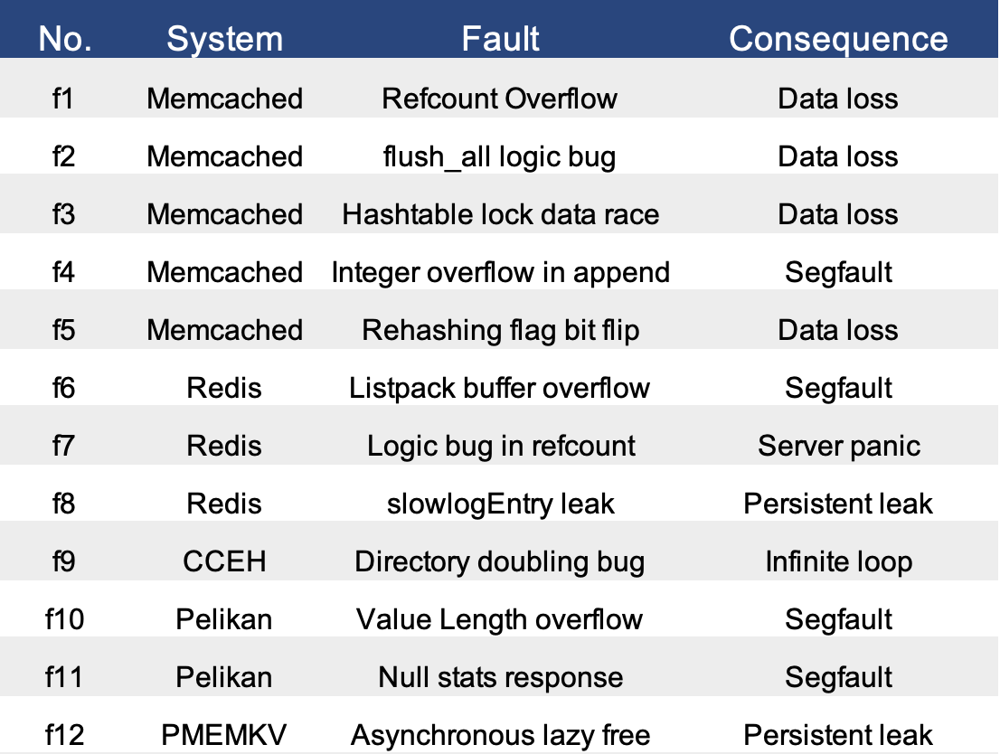 No. System Fault Consequence
f1 Memcached Refcount Overflow Data loss
f2 Memcached flush_all logic bug Data loss
f3 Memcached Hashtable lock data race Data loss
f4 Memcached Integer overflow in append Segfault
f5 Memcached Rehashing flag bit flip Data loss
f6 Redis Listpack buffer overflow Segfault
f7 Redis Logic bug in refcount Server panic
f8 Redis slowlogEntry leak Persistent leak
f9 CCEH Directory doubling bug Infinite loop
f10 Pelikan Value Length overflow Segfault
f11 Pelikan Null stats response Segfault
f12 PMEMKV Asynchronous lazy free Persistent leak